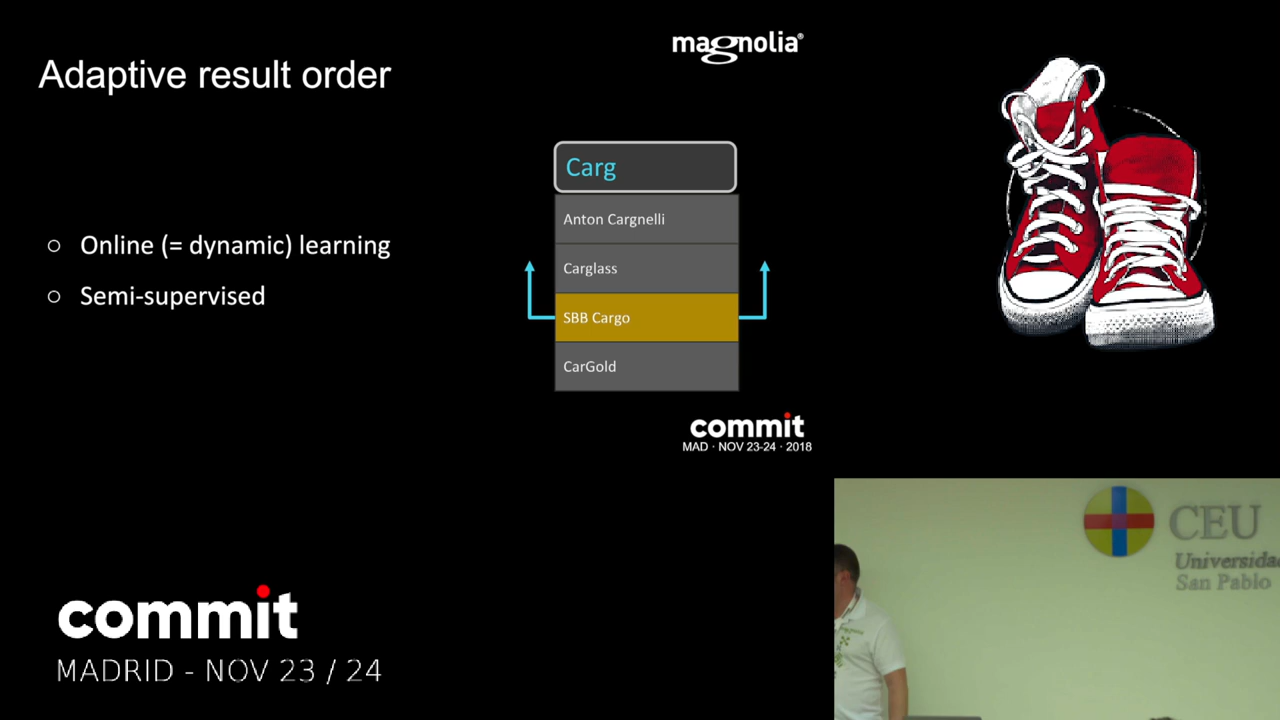 magnolia®
Adaptive result order
Carg
Anton Cargnelli
Carglass
SBB Cargo
CarGold
○ Online (= dynamic) learning
○ Semi-supervised
commit
MAD · NOV 23-24 · 2018
CEU
Universidad
San Pablo
commit
MADRID - NOV 23 / 24